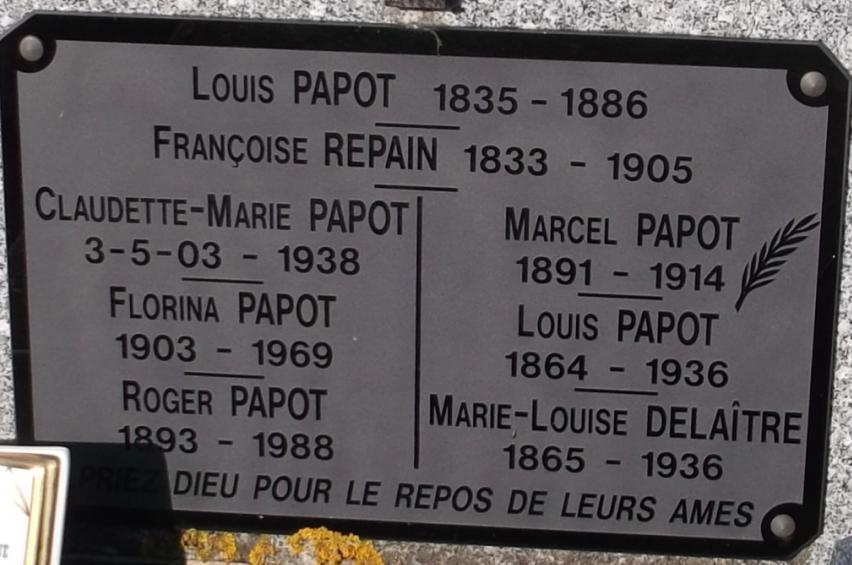 Louis PAPOT 1835 - 1886
Françoise REPAIN 1833 - 1905
Claudette-Marie PAPOT
3-5-03 - 1938
Florina PAPOT
1903 - 1969
Roger PAPOT
1893 - 1988
Marcel PAPOT
1891 - 1914
Louis PAPOT
1864 - 1936
Marie-Louise DELAÎTRE
1865 - 1936
PRIEZ DIEU POUR LE REPOS DE LEURS AMES